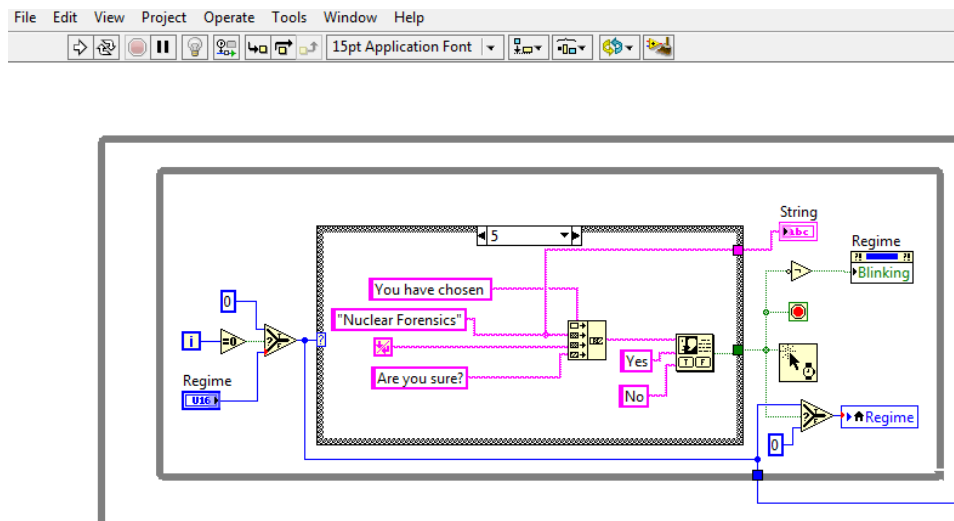 File Edit View Project Operate Tools Window Help
15pt Application Font
5
String
abc
Regime
Blinking
You have chosen
"Nuclear Forensics"
0
i
=0
?
F
?
Regime
U16
Are you sure?
Yes
No
T F
?
F
0
Regime